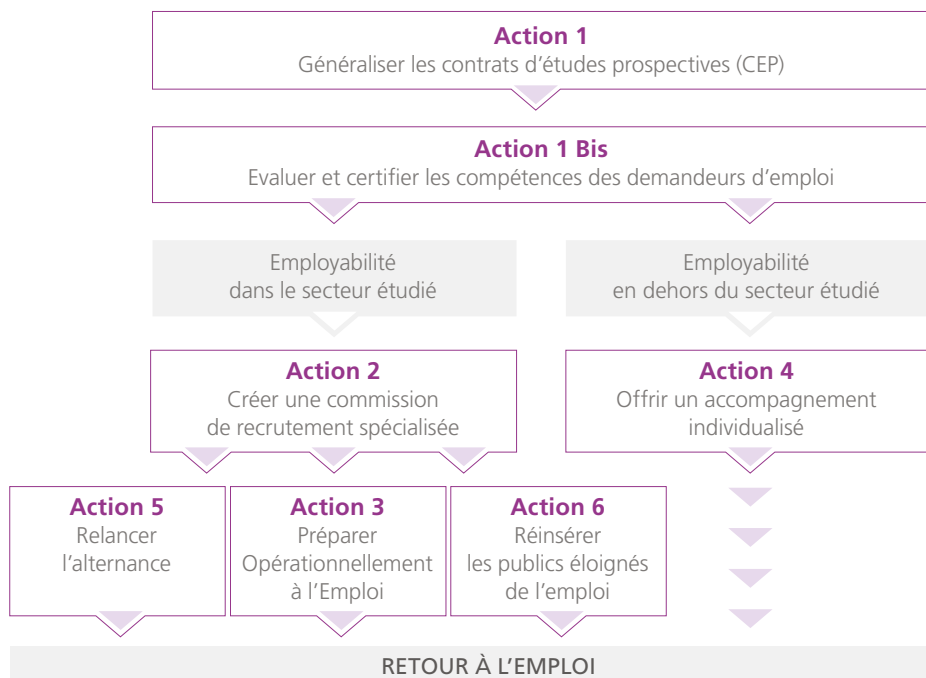 Action 1
Généraliser les contrats d'études prospectives (CEP)
Action 1 Bis
Evaluer et certifier les compétences des demandeurs d'emploi
Employabilité
dans le secteur étudié
Employabilité
en dehors du secteur étudié
Action 2
Créer une commission
de recrutement spécialisée
Action 4
Offrir un accompagnement
individualisé
Action 5
Relancer
l'alternance
Action 3
Préparer
Opérationnellement
à l'Emploi
Action 6
Réinsérer
les publics éloignés
de l'emploi
RETOUR À L'EMPLOI